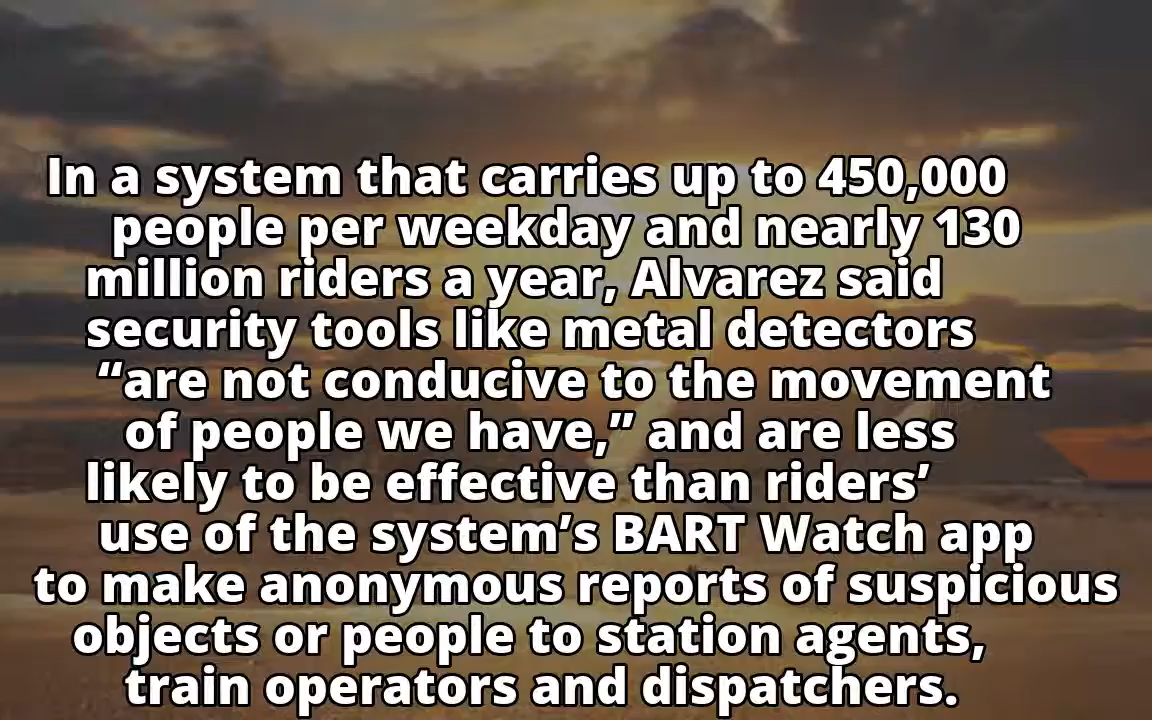 In a system that carries up to 450,000
people per weekday and nearly 130
million riders a year, Alvarez said
security tools like metal detectors
“are not conducive to the movement
of people we have,” and are less
likely to be effective than riders’
use of the system’s BART Watch app
to make anonymous reports of suspicious
objects or people to station agents,
train operators and dispatchers.